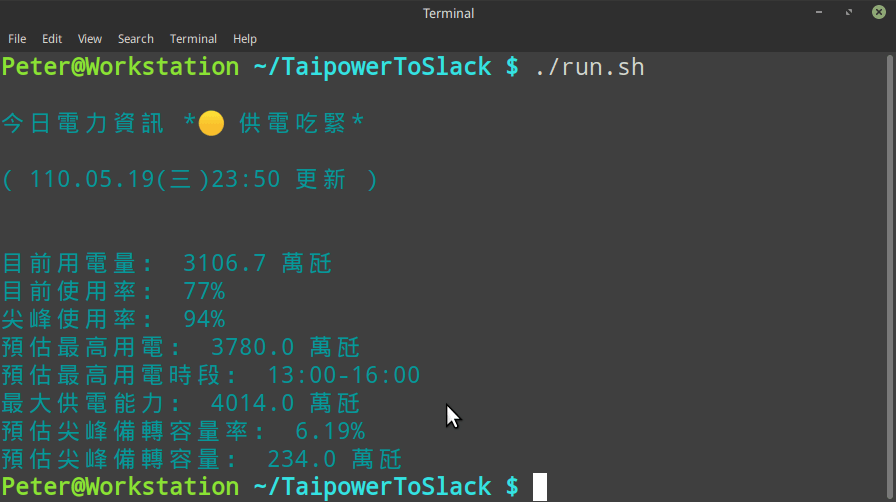 Terminal
File Edit View Search Terminal Help
Peter@Workstation ~/TaipowerToSlack $ ./run.sh
今日電力資訊 *🟡 供電吃緊*
( 110.05.19(三)23:50 更新 )
目前用電量: 3106.7 萬瓩
目前使用率: 77%
尖峰使用率: 94%
預估最高用電: 3780.0 萬瓩
預估最高用電時段: 13:00-16:00
最大供電能力: 4014.0 萬瓩
預估尖峰備轉容量率: 6.19%
預估尖峰備轉容量: 234.0 萬瓩
Peter@Workstation ~/TaipowerToSlack $